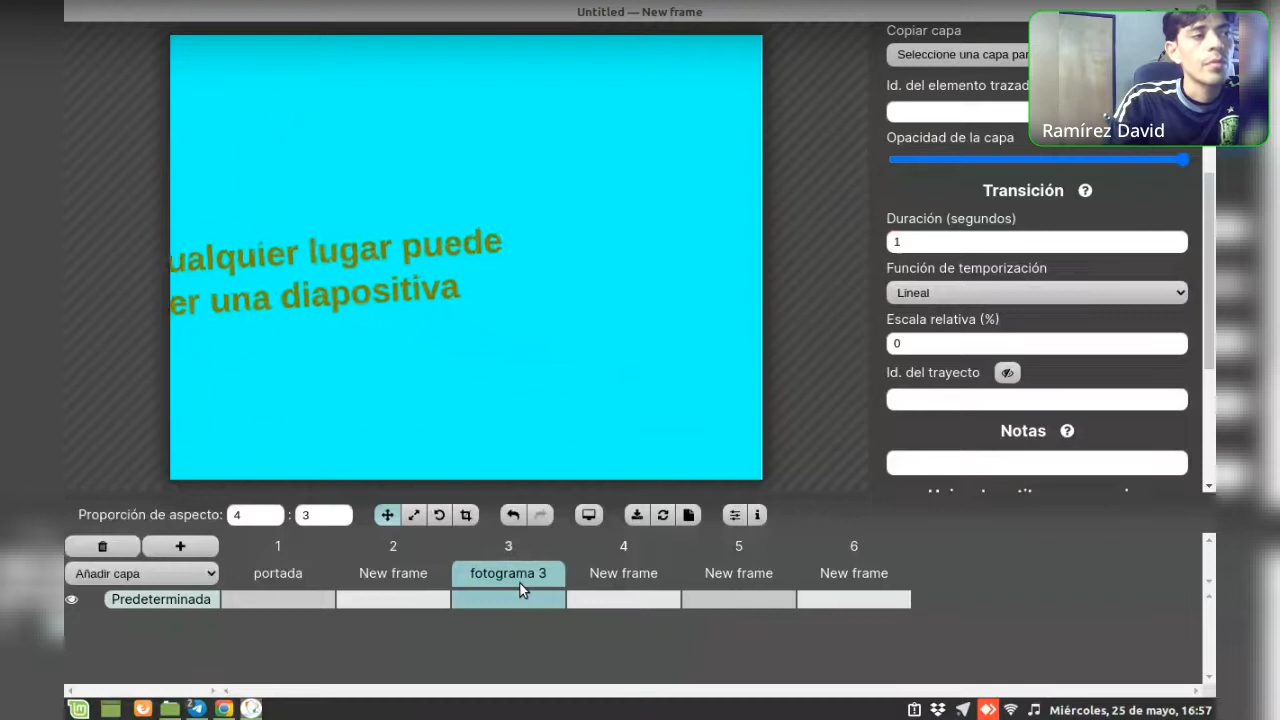 Untitled — New frame
Copiar capa
Seleccione una capa par
Id. del elemento trazad
Opacidad de la capa
Ramírez David
Transición
Duración (segundos)
1
Función de temporización
Lineal
Escala relativa (%)
0
Id. del trayecto
Notas
ualquier lugar puede
er una diapositiva
Proporción de aspecto: 4 : 3
1 2 3 4 5 6
Añadir capa portada New frame fotograma 3 New frame New frame New frame
Predeterminada
2
Miércoles, 25 de mayo, 16:57